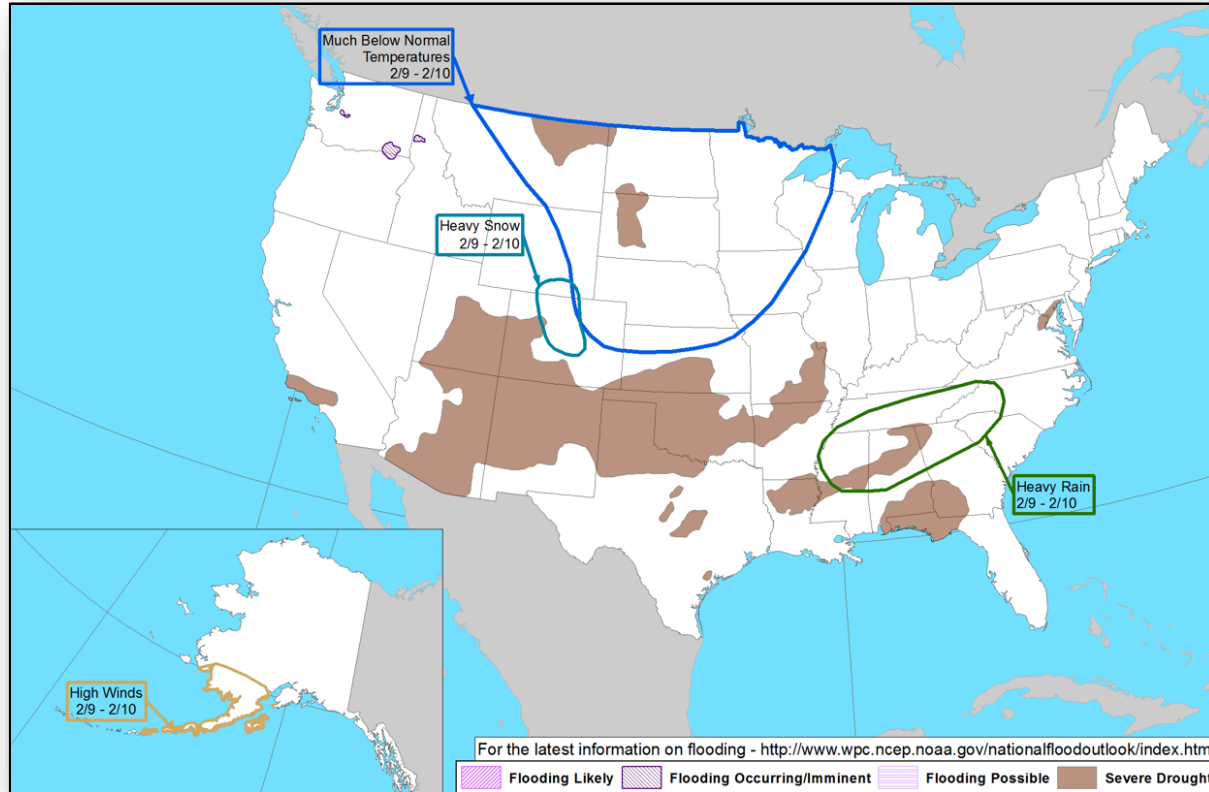 Much Below Normal
Temperatures
2/9 - 2/10
Heavy Snow
2/9 - 2/10
Heavy Rain
2/9 - 2/10
High Winds
2/9 - 2/10
For the latest information on flooding - http://www.wpc.ncep.noaa.gov/nationalfloodoutlook/index.htm
Flooding Likely Flooding Occurring/Imminent Flooding Possible Severe Drought